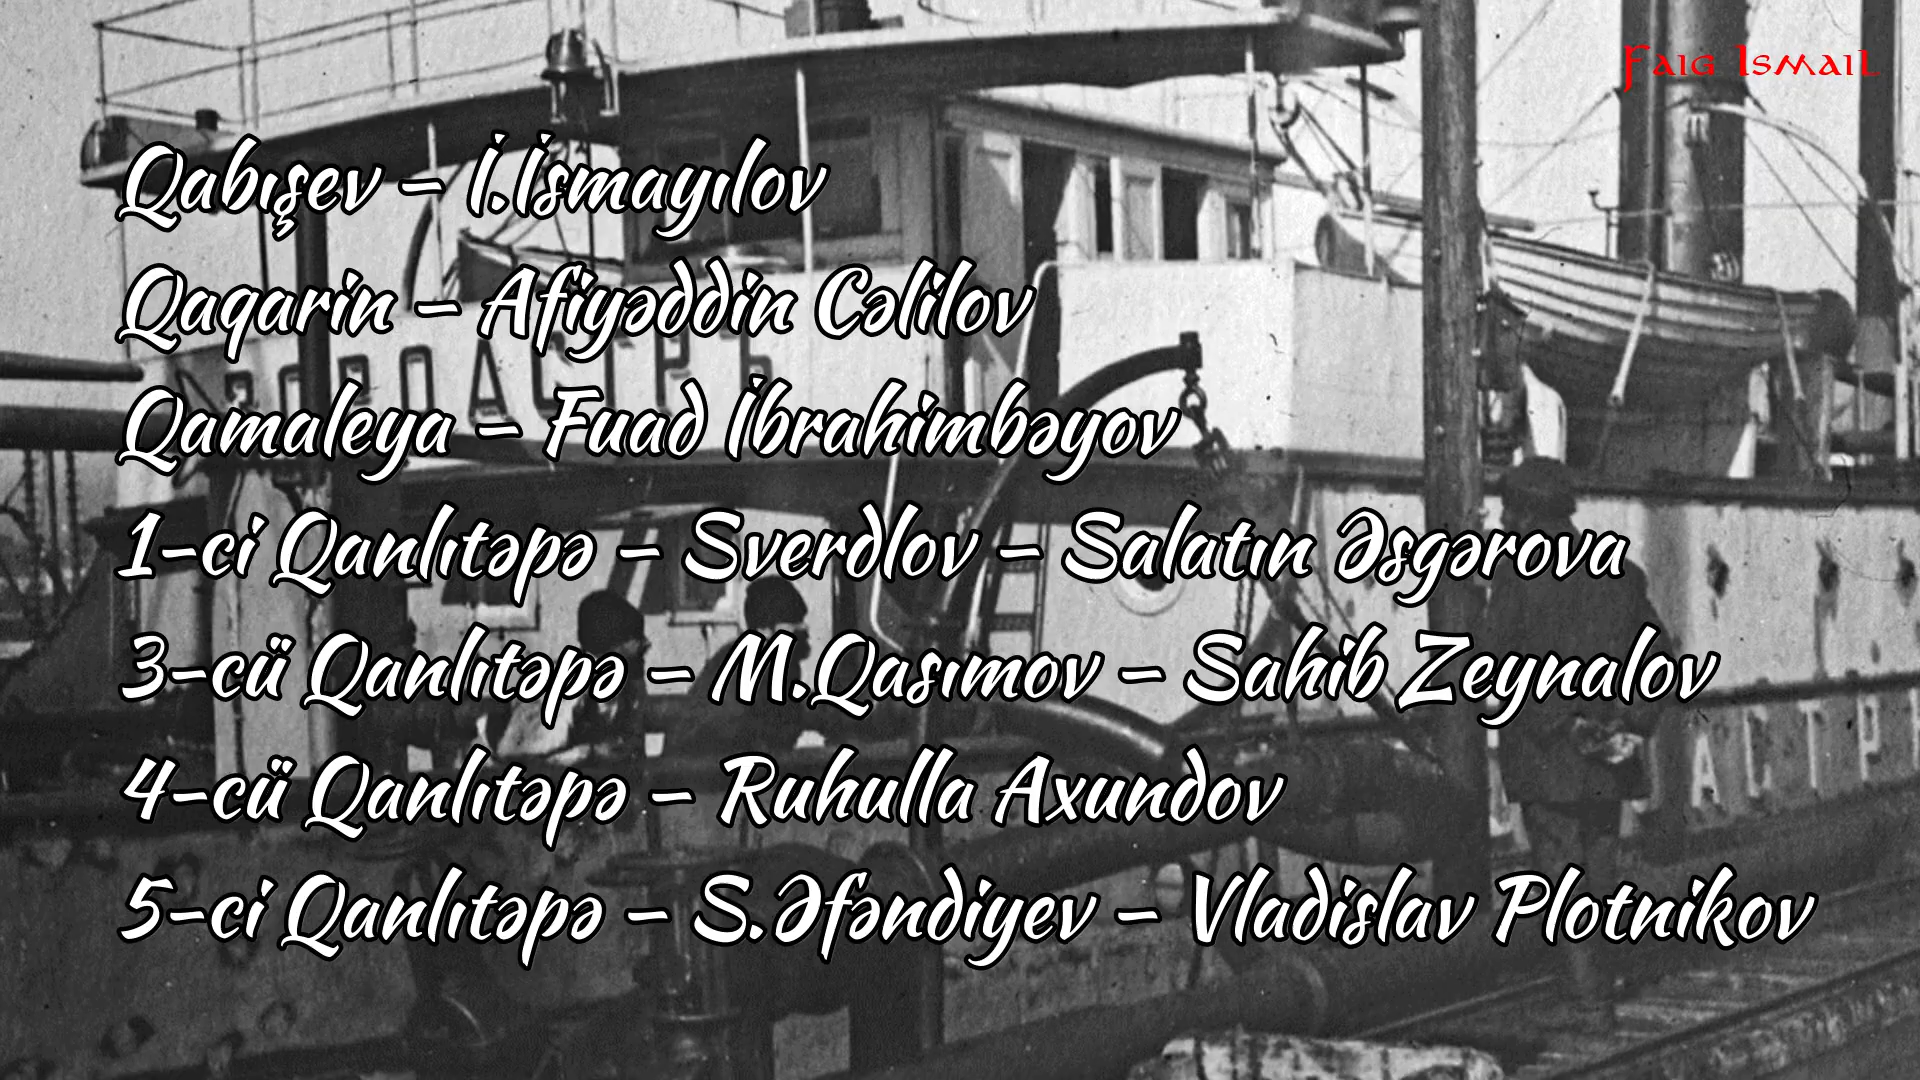 Faig Ismail
Qabışev – İ.İsmayılov
Qaqarin – Afiyəddin Cəlilov
Qamaleya – Fuad İbrahimbəyov
1-ci Qanlıtəpə – Sverdlov – Salatın Əsgərova
3-cü Qanlıtəpə – M.Qasımov – Sahib Zeynalov
4-cü Qanlıtəpə – Ruhulla Axundov
5-ci Qanlıtəpə – S.Əfəndiyev – Vladislav Plotnikov